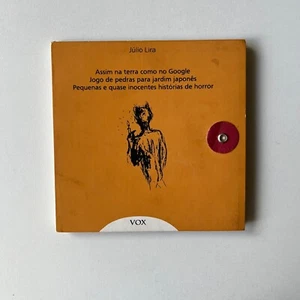 Júlio Lira
Assim na terra como no Google
Jogo de pedras para jardim japonês
Pequenas e quase inocentes histórias de horror
VOX